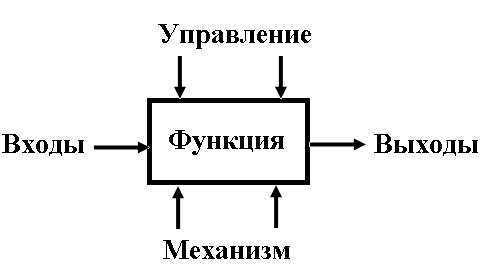 Управление
Входы
Функция
Выходы
Механизм